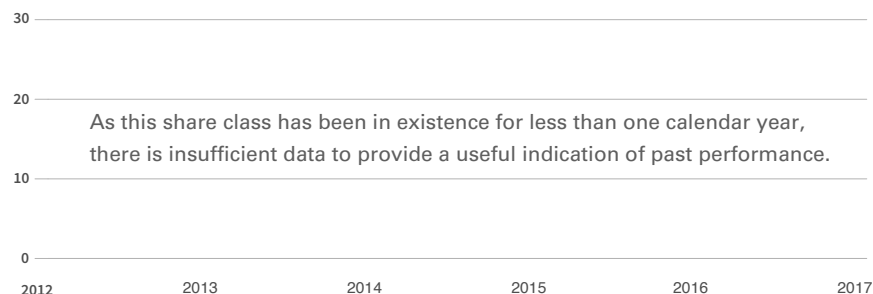 30
20
As this share class has been in existence for less than one calendar year,
there is insufficient data to provide a useful indication of past performance.
10
0
2012 2013 2014 2015 2016 2017